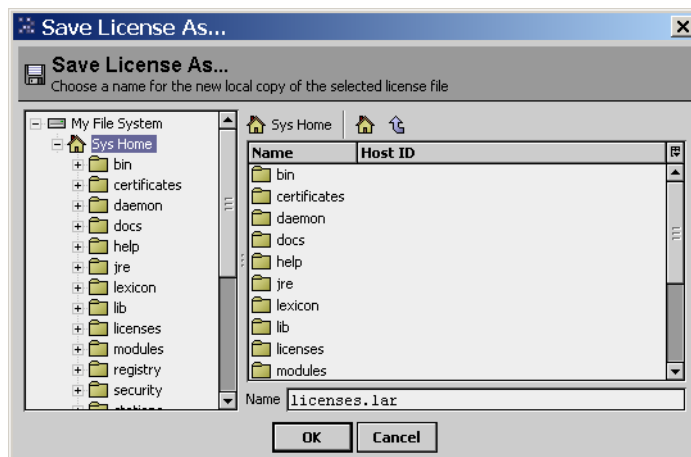 Save License As...
Save License As...
Choose a name for the new local copy of the selected license file
My File System
Sys Home
bin
certificates
daemon
docs
help
jre
lexicon
lib
licenses
modules
registry
security
Sys Home
Name Host ID
bin
certificates
daemon
docs
help
jre
lexicon
lib
licenses
modules
Name licenses.lar
OK Cancel